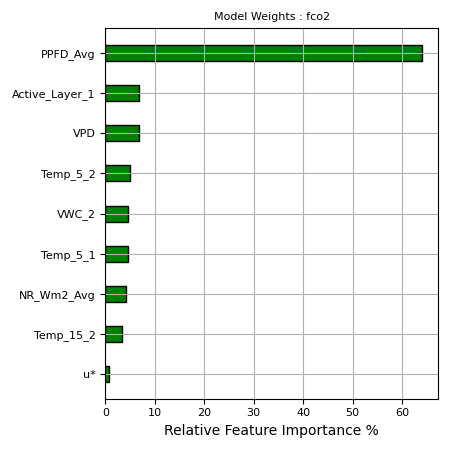 Model Weights : fco2
PPFD_Avg
Active_Layer_1
VPD
Temp_5_2
VWC_2
Temp_5_1
NR_Wm2_Avg
Temp_15_2
u*
0 10 20 30 40 50 60
Relative Feature Importance %